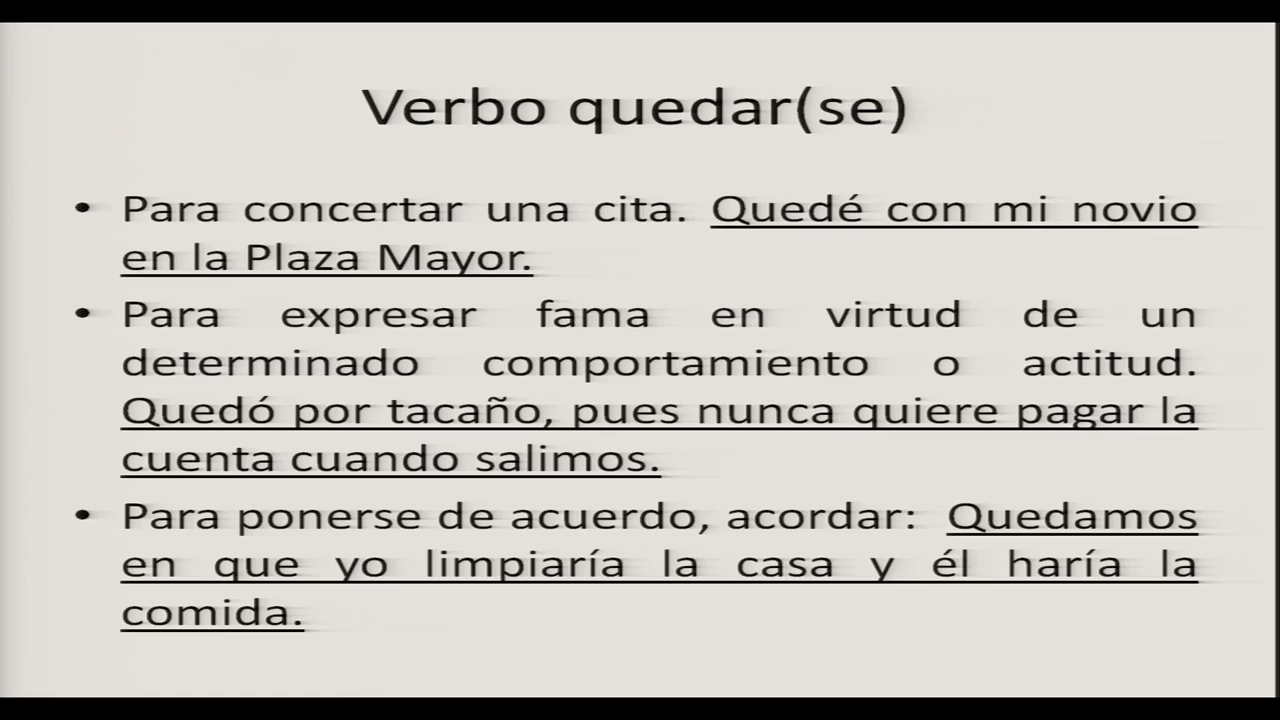 Verbo quedar(se)
• Para concertar una cita. Quedé con mi novio
en la Plaza Mayor.
• Para expresar fama en virtud de un
determinado comportamiento o actitud.
Quedó por tacaño, pues nunca quiere pagar la
cuenta cuando salimos.
• Para ponerse de acuerdo, acordar: Quedamos
en que yo limpiaría la casa y él haría la
comida.